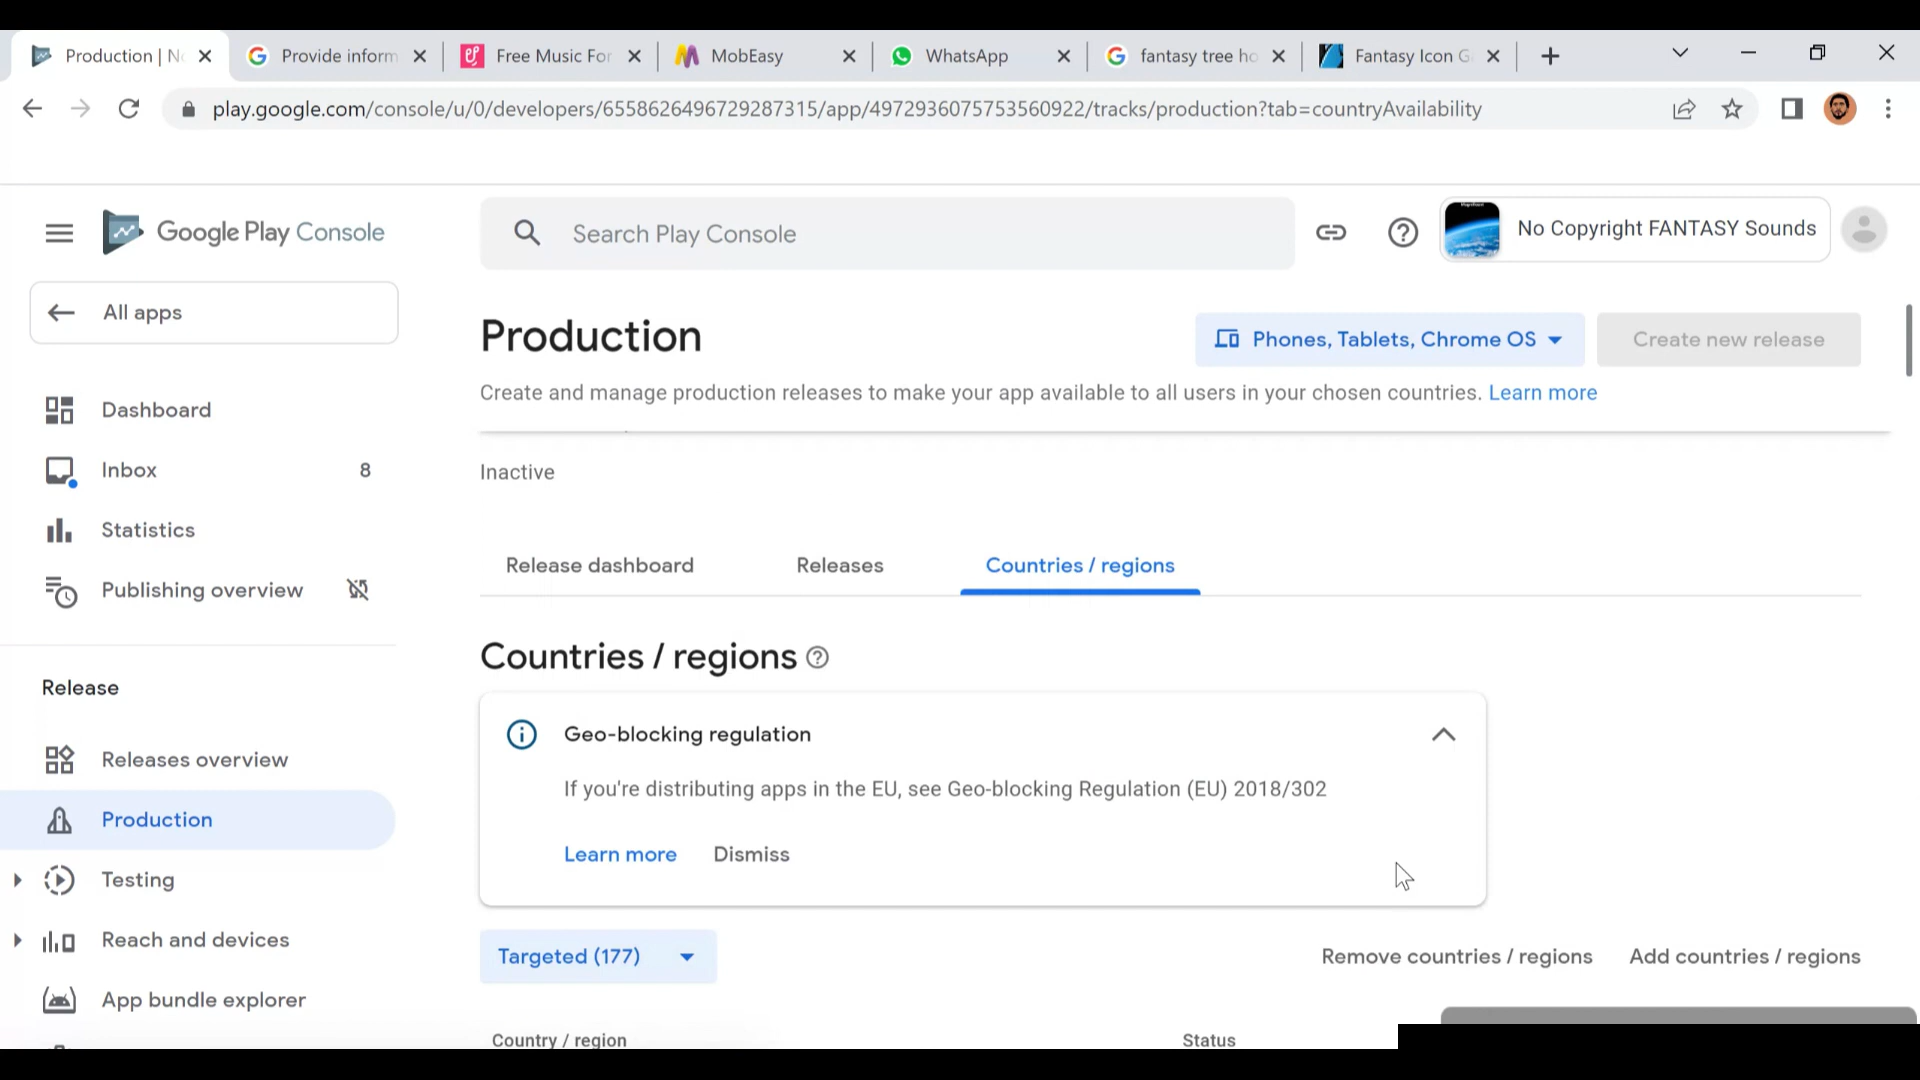 Production | N
Provide inform
Free Music For
MobEasy
WhatsApp
fantasy tree ho
Fantasy Icon G
play.google.com/console/u/0/developers/6558626496729287315/app/4972936075753560922/tracks/production?tab=countryAvailability
Google Play Console
Search Play Console
No Copyright FANTASY Sounds
All apps
Production
Phones, Tablets, Chrome OS
Create new release
Create and manage production releases to make your app available to all users in your chosen countries. Learn more
Dashboard
Inbox 8
Statistics
Publishing overview
Inactive
Release dashboard
Releases
Countries / regions
Countries / regions
Release
Geo-blocking regulation
If you're distributing apps in the EU, see Geo-blocking Regulation (EU) 2018/302
Learn more Dismiss
Releases overview
Production
Testing
Reach and devices
App bundle explorer
Targeted (177)
Remove countries / regions
Add countries / regions
Country / region
Status